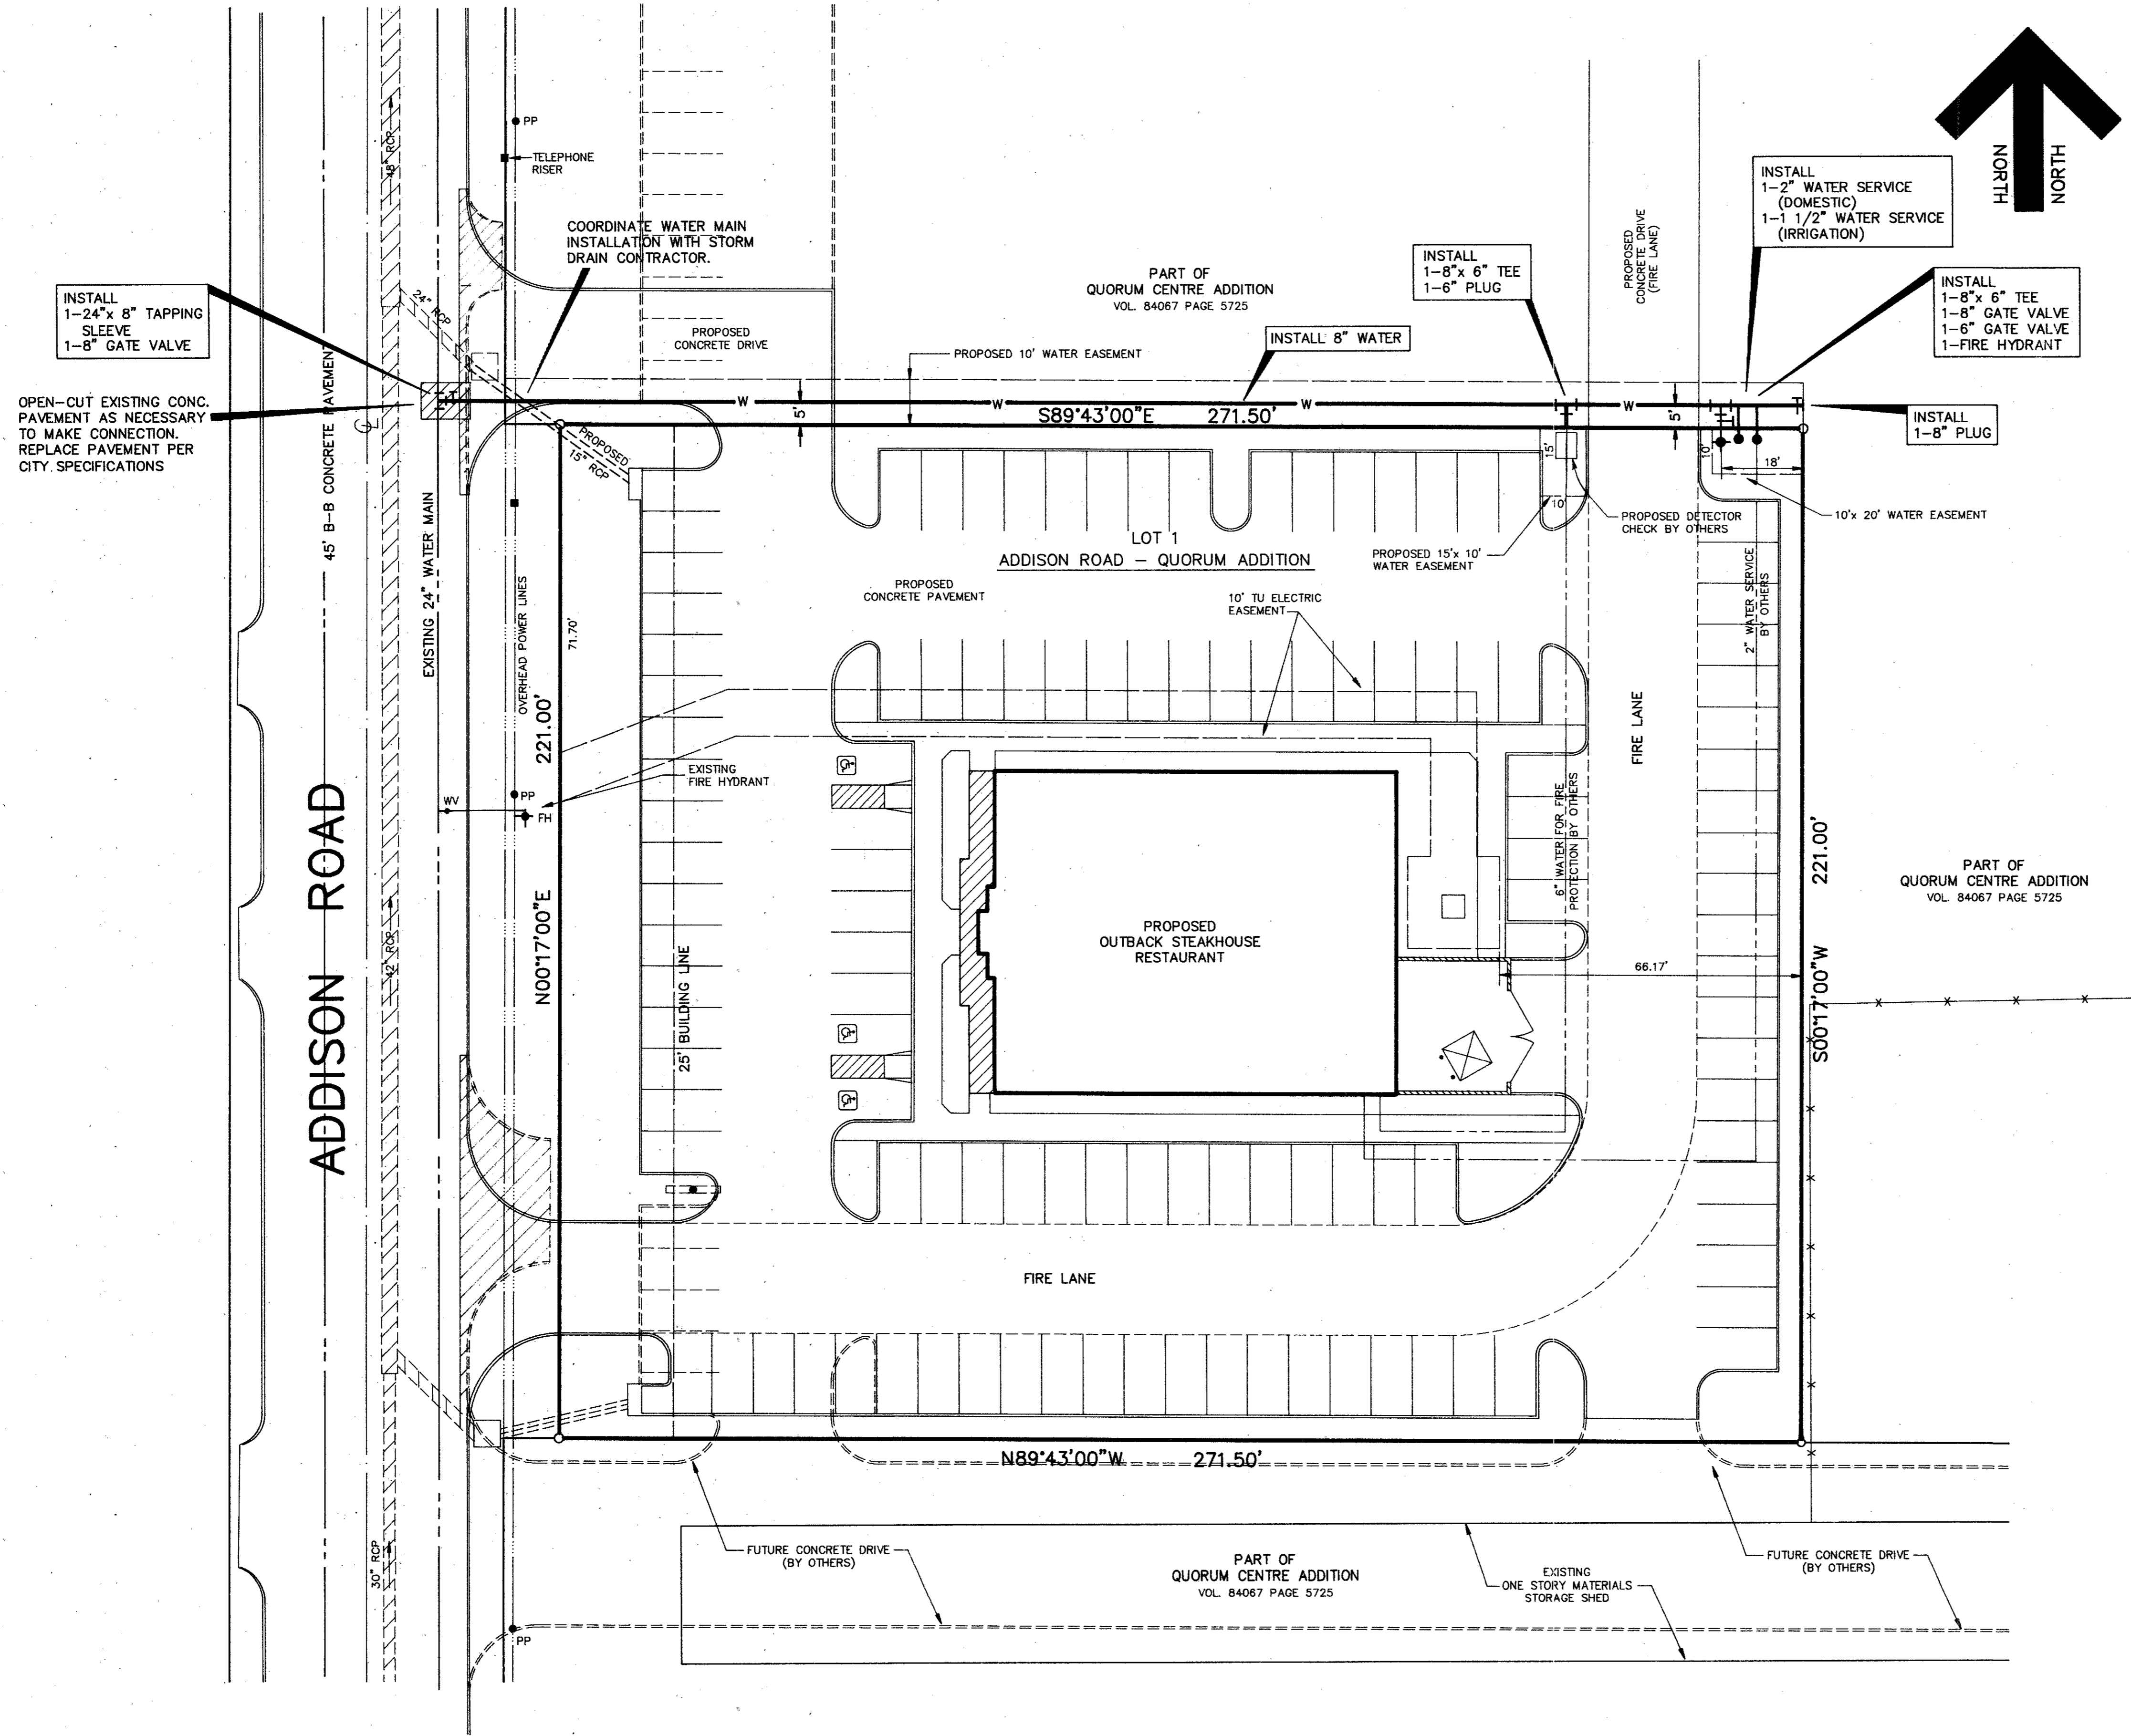 NORTH
NORTH
PP
TELEPHONE
RISER
48" RCP
COORDINATE WATER MAIN
INSTALLATION WITH STORM
DRAIN CONTRACTOR.
INSTALL
1-2" WATER SERVICE
(DOMESTIC)
1-1 1/2" WATER SERVICE
(IRRIGATION)
PROPOSED
CONCRETE DRIVE
(FIRE LANE)
INSTALL
1-8"x 6" TEE
1-6" PLUG
INSTALL
1-8"x 6" TEE
1-8" GATE VALVE
1-6" GATE VALVE
1-FIRE HYDRANT
PART OF
QUORUM CENTRE ADDITION
VOL. 84067 PAGE 5725
INSTALL
1-24"x 8" TAPPING
SLEEVE
1-8" GATE VALVE
24" RCP
PROPOSED
CONCRETE DRIVE
PROPOSED 10' WATER EASEMENT
INSTALL 8" WATER
OPEN-CUT EXISTING CONC.
PAVEMENT AS NECESSARY
TO MAKE CONNECTION.
REPLACE PAVEMENT PER
CITY. SPECIFICATIONS
W
W
W
W
5'
5'
S89°43'00"E 271.50'
INSTALL
1-8" PLUG
PROPOSED
15" RCP
15'
10'
10'
18'
10'x 20' WATER EASEMENT
PROPOSED DETECTOR
CHECK BY OTHERS
PROPOSED 15'x 10'
WATER EASEMENT
LOT 1
ADDISON ROAD - QUORUM ADDITION
PROPOSED
CONCRETE PAVEMENT
10' TU ELECTRIC
EASEMENT
45' B-B CONCRETE PAVEMENT
EXISTING 24" WATER MAIN
OVERHEAD POWER LINES
71.70'
221.00'
N00°17'00"E
2" WATER SERVICE
BY OTHERS
FIRE LANE
EXISTING
FIRE HYDRANT
WV
PP
FH
ADDISON ROAD
42" RCP
25' BUILDING LINE
6" WATER FOR FIRE
PROTECTION BY OTHERS
PROPOSED
OUTBACK STEAKHOUSE
RESTAURANT
66.17'
221.00'
S00°17'00"W
PART OF
QUORUM CENTRE ADDITION
VOL. 84067 PAGE 5725
FIRE LANE
N89°43'00"W 271.50'
30" RCP
FUTURE CONCRETE DRIVE
(BY OTHERS)
PART OF
QUORUM CENTRE ADDITION
VOL. 84067 PAGE 5725
EXISTING
ONE STORY MATERIALS
STORAGE SHED
FUTURE CONCRETE DRIVE
(BY OTHERS)
PP